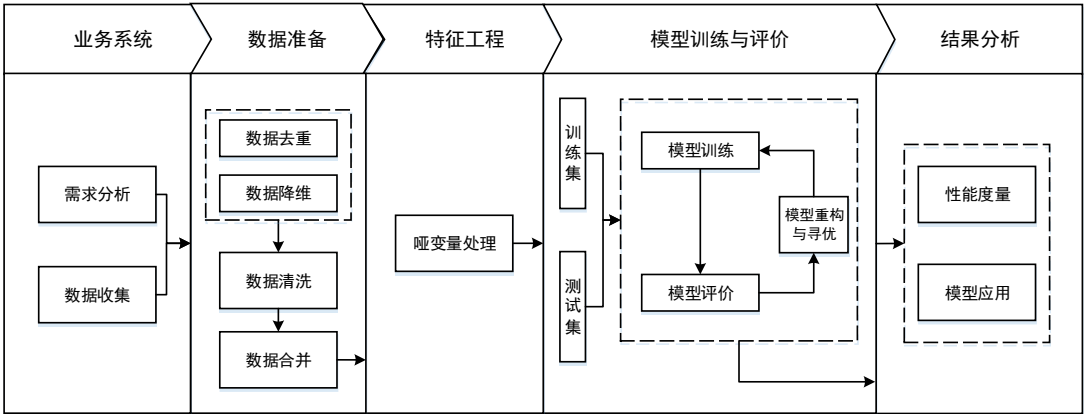 业务系统
数据准备
特征工程
模型训练与评价
结果分析
需求分析
数据收集
数据去重
数据降维
数据清洗
数据合并
哑变量处理
训练集
测试集
模型训练
模型重构
与寻优
模型评价
性能度量
模型应用